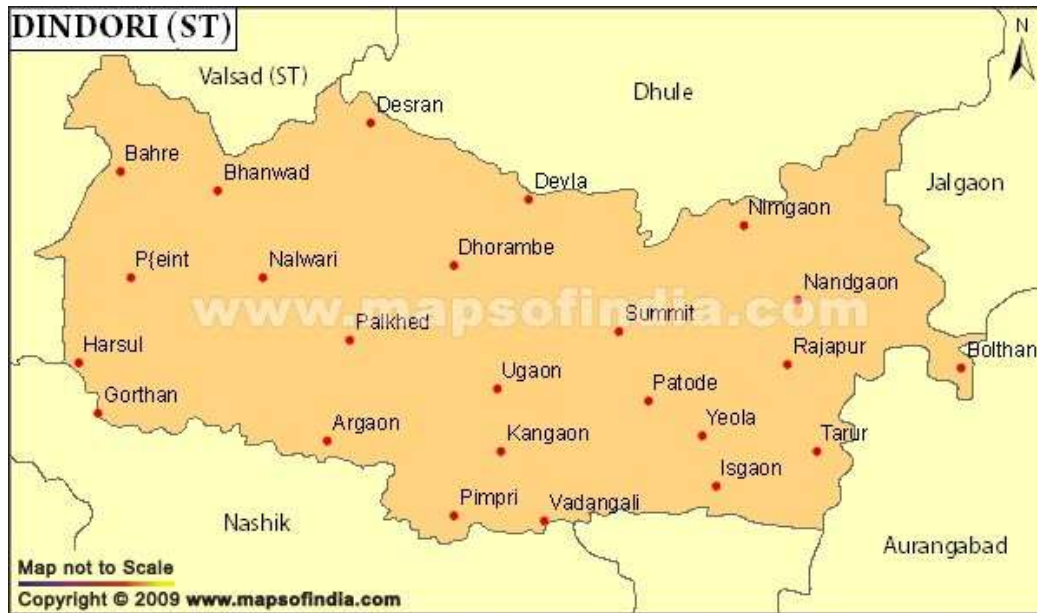 DINDORI (ST)
N
Valsad (ST)
Dhule
Desran
Bahre
Bhanwad
Devla
Jalgaon
Nimgaon
P{eint
Nalwari
Dhorambe
Nandgaon
www.mapsofindia.com
Palkhed
Summit
Harsul
Rajapur
Bolthan
Ugaon
Patode
Gorthan
Argaon
Kangaon
Yeola
Tarur
Isgaon
Pimpri
Vadangali
Nashik
Aurangabad
Map not to Scale
Copyright © 2009 www.mapsofindia.com